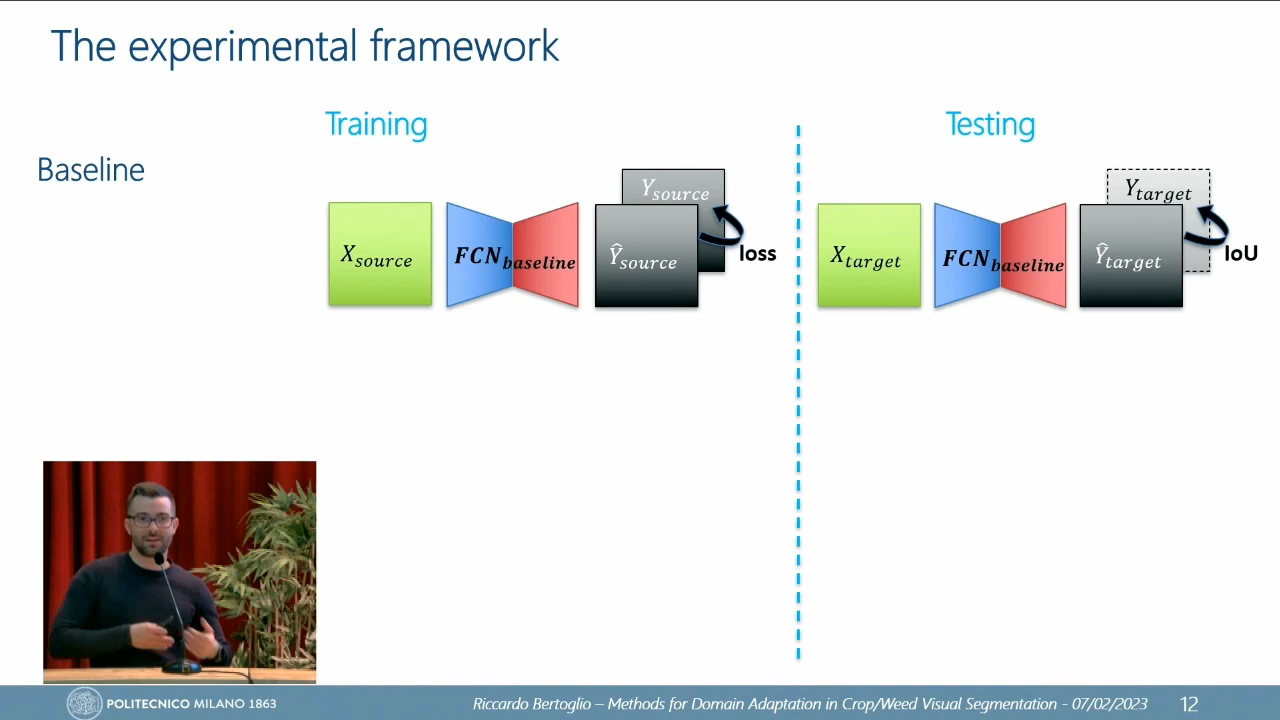 The experimental framework
Training
Testing
Baseline
Y_source
Y_target
X_source
FCN_baseline
Ŷ_source
loss
X_target
FCN_baseline
Ŷ_target
IoU
POLITECNICO MILANO 1863
Riccardo Bertoglio – Methods for Domain Adaptation in Crop/Weed Visual Segmentation - 07/02/2023
12